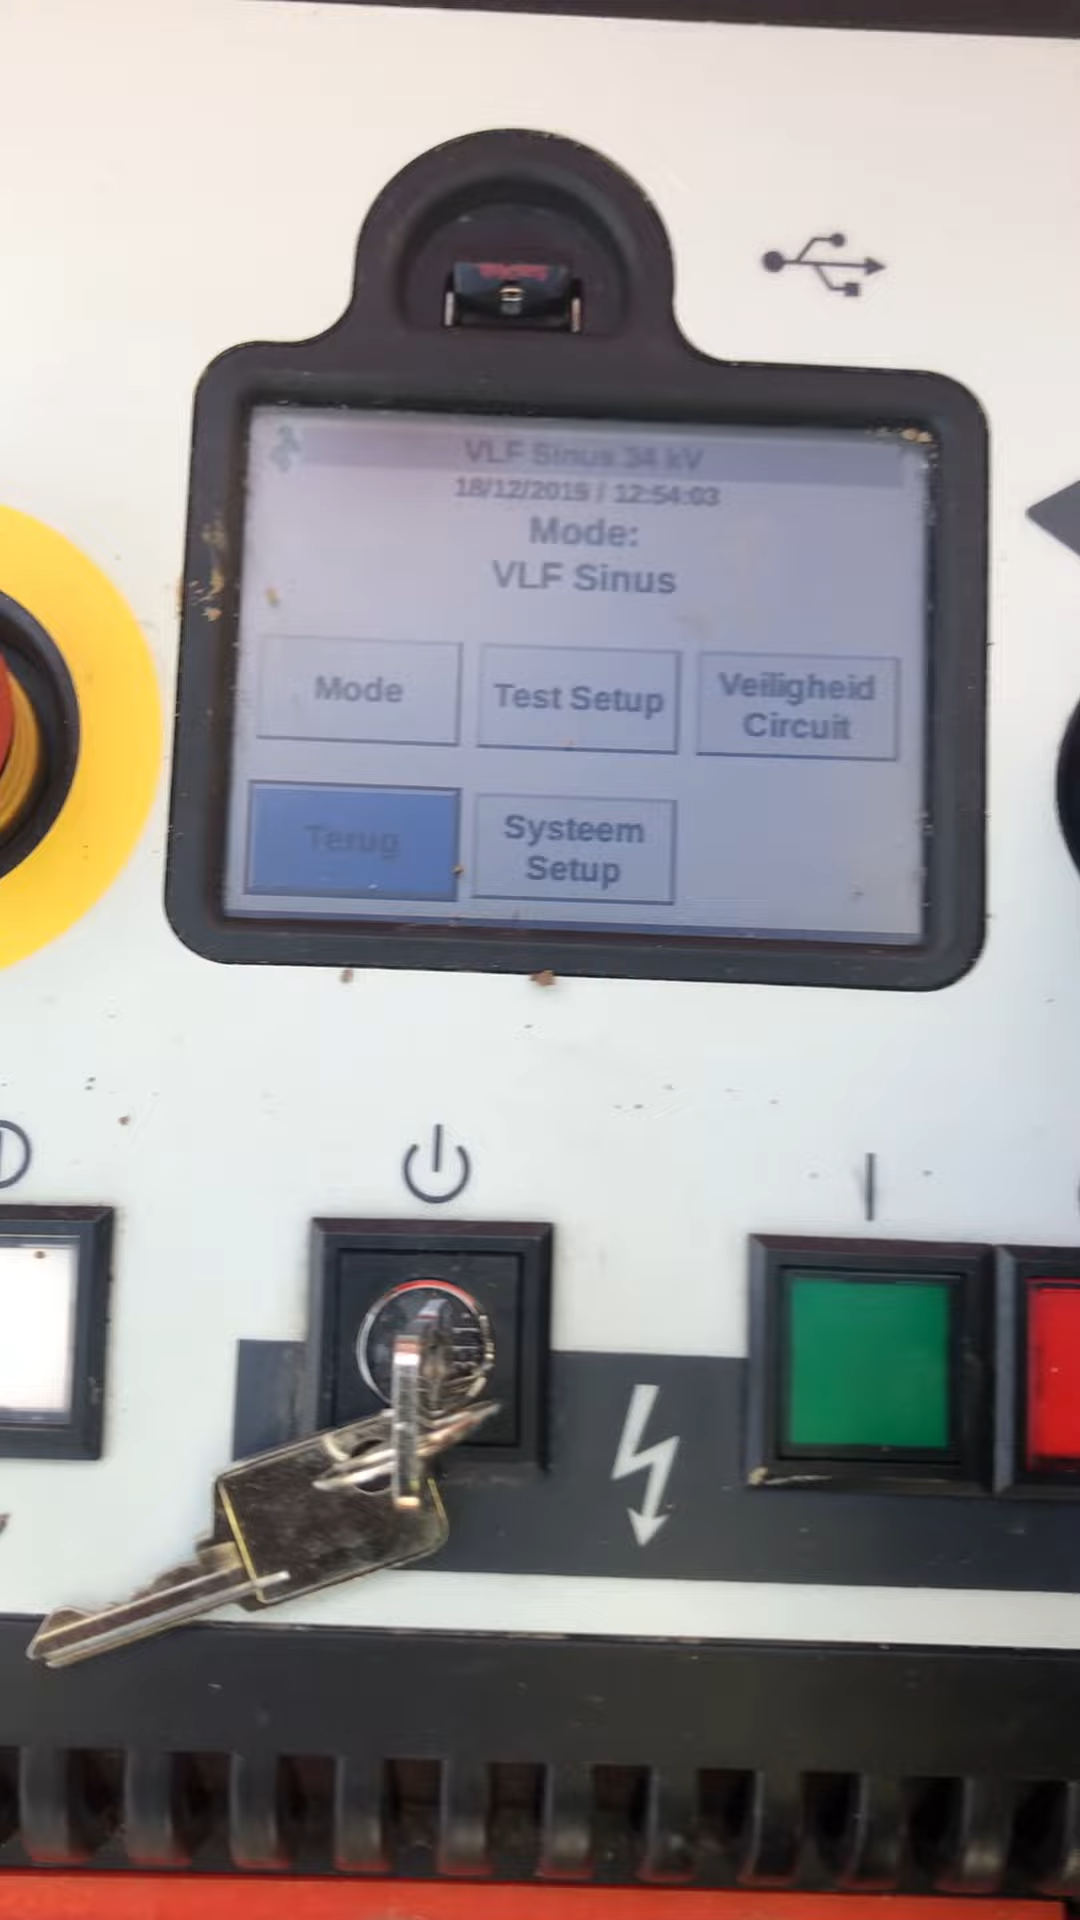 VLF Sinus 34 kV
18/12/2019 / 12:54:03
Mode:
VLF Sinus
Mode
Test Setup
Veiligheid
Circuit
Terug
Systeem
Setup